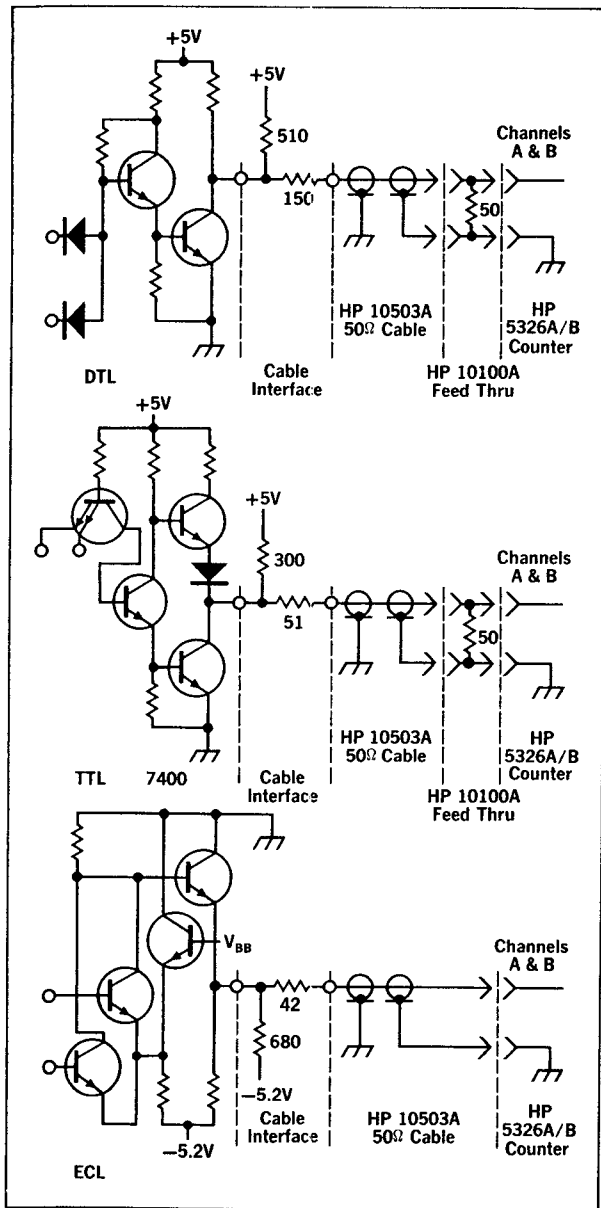 +5V
+5V
510
150
Channels
A & B
50
HP 10503A
50Ω Cable
HP
5326A/B
Counter
DTL
Cable
Interface
HP 10100A
Feed Thru
+5V
+5V
300
51
Channels
A & B
50
HP 10503A
50Ω Cable
HP
5326A/B
Counter
TTL 7400
Cable
Interface
HP 10100A
Feed Thru
VBB
Channels
A & B
42
680
-5.2V
-5.2V
Cable
Interface
HP 10503A
50Ω Cable
HP
5326A/B
Counter
ECL